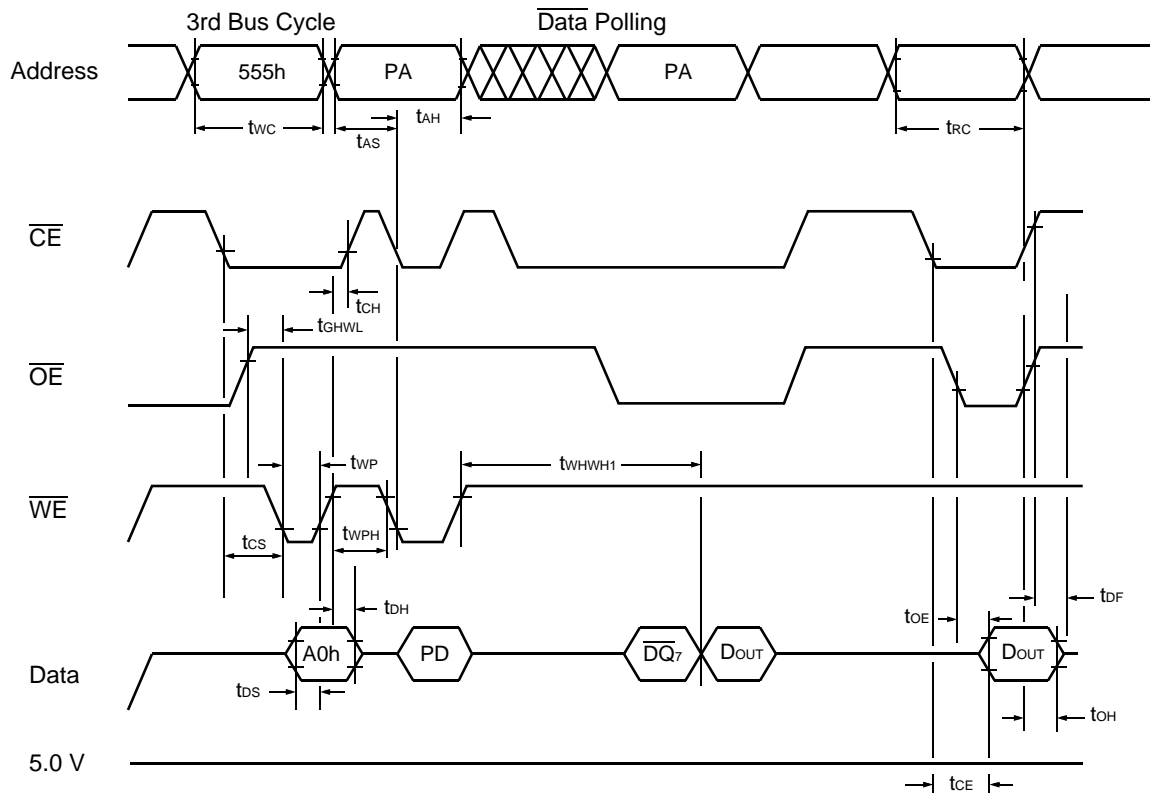 3rd Bus Cycle
Data Polling
Address
555h
PA
PA
tWC
tAS
tAH
tRC
CE
tCH
tGHWL
OE
tWP
tWHWH1
WE
tCS
tWPH
tDH
tOE
tDF
Data
A0h
PD
DQ7
DOUT
DOUT
tDS
tOH
5.0 V
tCE